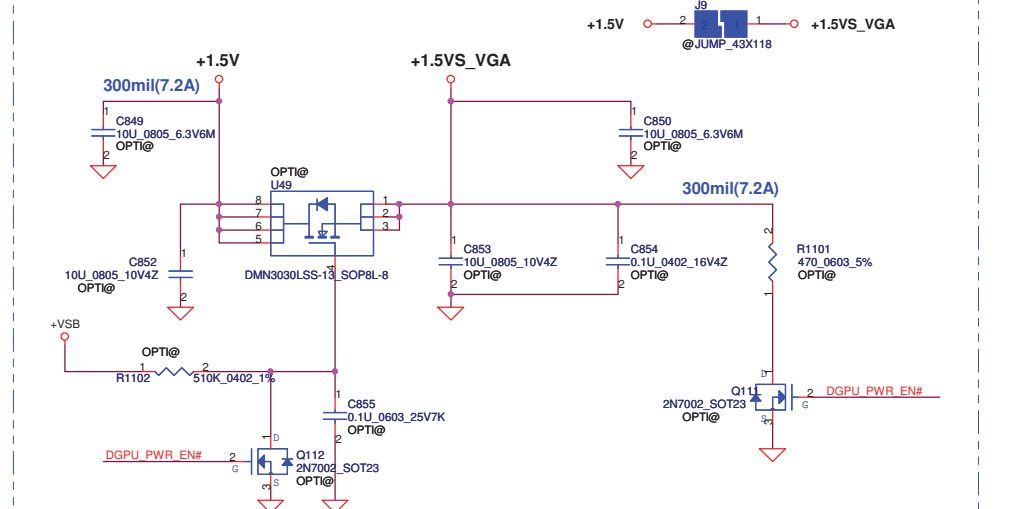 J9
+1.5V
2
2
1
1
+1.5VS_VGA
@JUMP_43X118
+1.5V
+1.5VS_VGA
300mil(7.2A)
1
C849
10U_0805_6.3V6M
OPTI@
2
1
C850
10U_0805_6.3V6M
OPTI@
2
OPTI@
U49
300mil(7.2A)
8
7
6
5
1
2
3
4
DMN3030LSS-13_SOP8L-8
1
C852
10U_0805_10V4Z
OPTI@
2
1
C853
10U_0805_10V4Z
OPTI@
2
1
C854
0.1U_0402_16V4Z
OPTI@
2
2
R1101
470_0603_5%
OPTI@
1
+VSB
OPTI@
1
2
R1102
510K_0402_1%
1
C855
0.1U_0603_25V7K
OPTI@
2
1
D
DGPU_PWR_EN#
2
G
Q112
2N7002_SOT23
OPTI@
3
S
1
D
Q111
2N7002_SOT23
OPTI@
2
G
DGPU_PWR_EN#
S
3